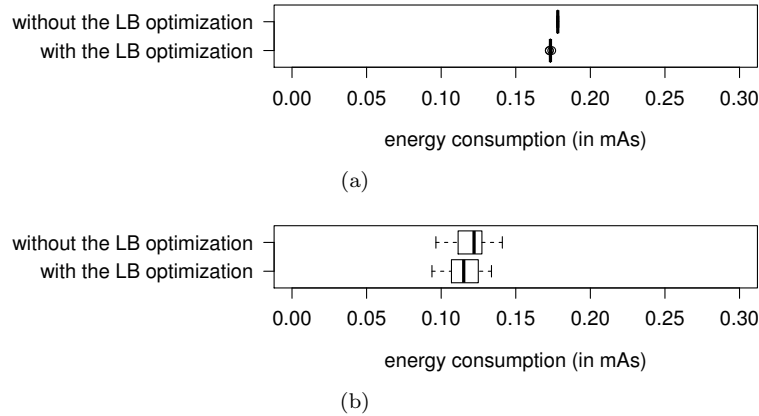 without the LB optimization
with the LB optimization
0.00 0.05 0.10 0.15 0.20 0.25 0.30
energy consumption (in mAs)
(a)
without the LB optimization
with the LB optimization
0.00 0.05 0.10 0.15 0.20 0.25 0.30
energy consumption (in mAs)
(b)